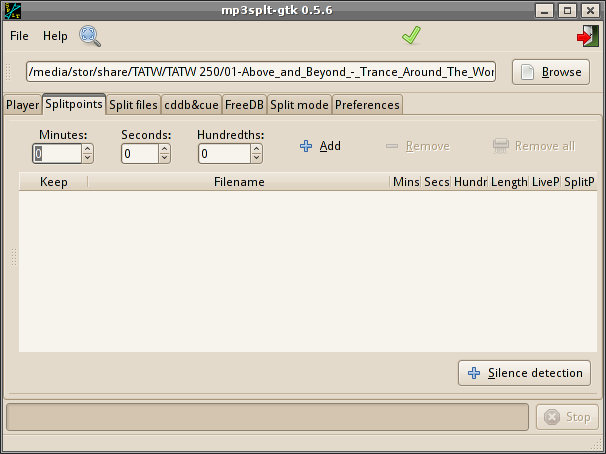 mp3splt-gtk 0.5.6
File Help
/media/stor/share/TATW/TATW 250/01-Above_and_Beyond_-_Trance_Around_The_Wor Browse
Player Splitpoints Split files cddb&cue FreeDB Split mode Preferences
Minutes: Seconds: Hundredths:
0 0 0 Add Remove Remove all
Keep Filename Mins Secs Hundr Length LiveP SplitP
Silence detection
Stop